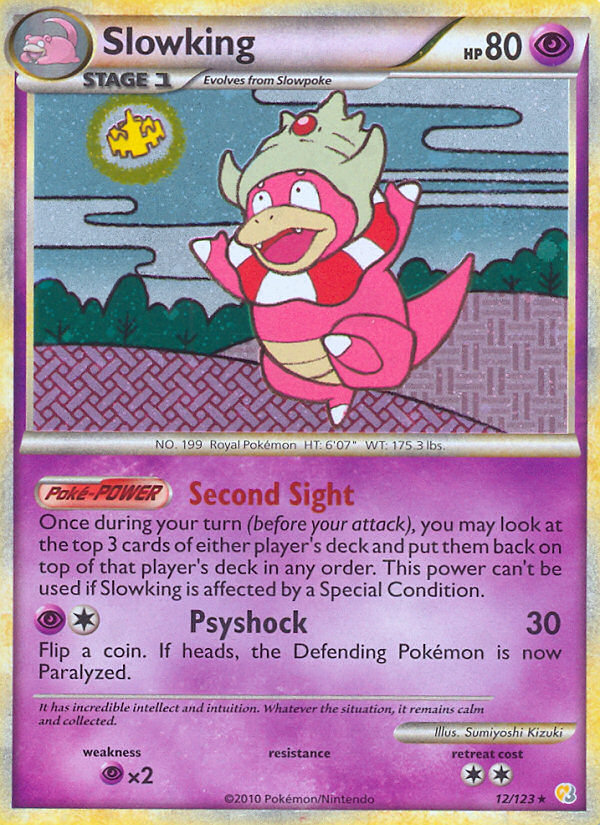 Slowking
HP 80
STAGE 1
Evolves from Slowpoke
NO. 199 Royal Pokémon HT: 6'07" WT: 175.3 lbs.
Poké-POWER Second Sight
Once during your turn (before your attack), you may look at
the top 3 cards of either player's deck and put them back on
top of that player's deck in any order. This power can't be
used if Slowking is affected by a Special Condition.
Psyshock 30
Flip a coin. If heads, the Defending Pokémon is now
Paralyzed.
It has incredible intellect and intuition. Whatever the situation, it remains calm
and collected.
Illus. Sumiyoshi Kizuki
weakness resistance retreat cost
×2
©2010 Pokémon/Nintendo 12/123 ★